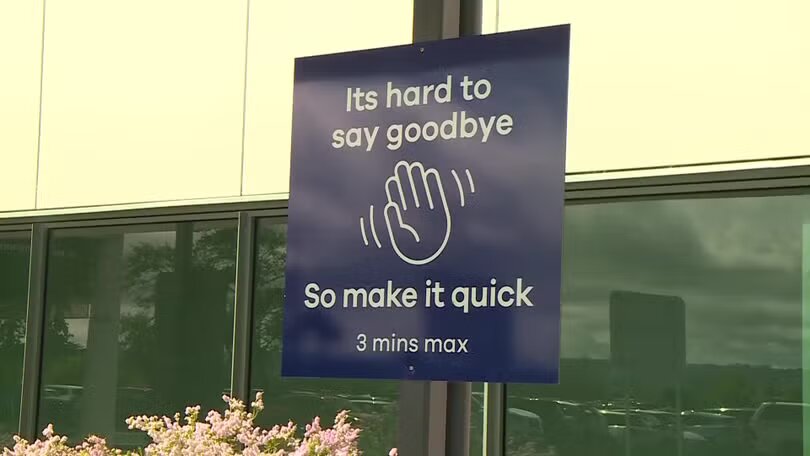 Its hard to
say goodbye
So make it quick
3 mins max